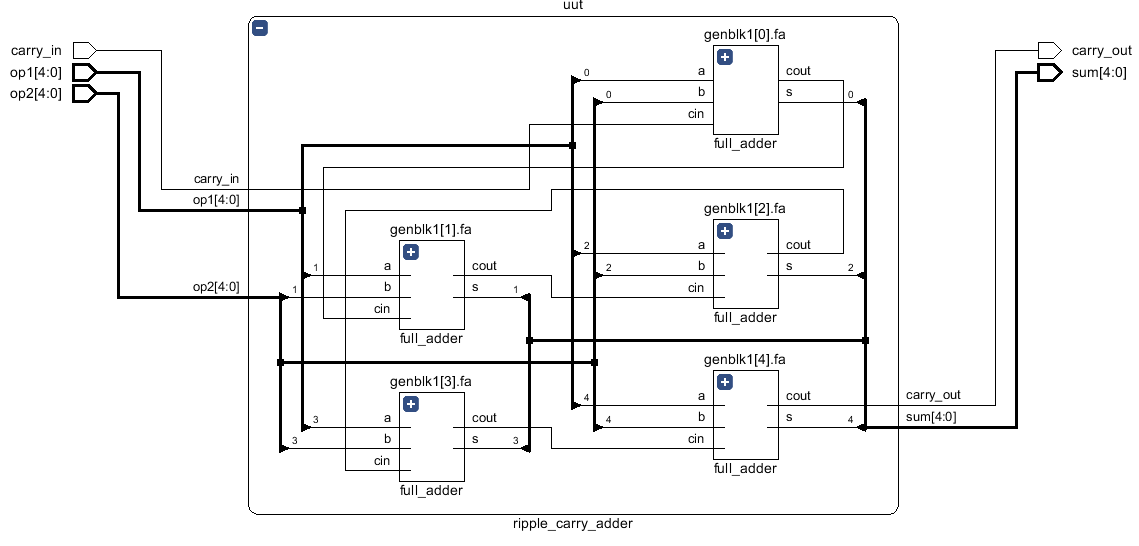 uut
carry_in
op1[4:0]
op2[4:0]
carry_out
sum[4:0]
genblk1[0].fa
a
b
cin
cout
s
0
0
0
full_adder
carry_in
op1[4:0]
op2[4:0]
genblk1[1].fa
a
b
cin
cout
s
1
1
1
full_adder
genblk1[2].fa
a
b
cin
cout
s
2
2
2
full_adder
genblk1[3].fa
a
b
cin
cout
s
3
3
3
full_adder
genblk1[4].fa
a
b
cin
cout
s
4
4
4
full_adder
carry_out
sum[4:0]
ripple_carry_adder